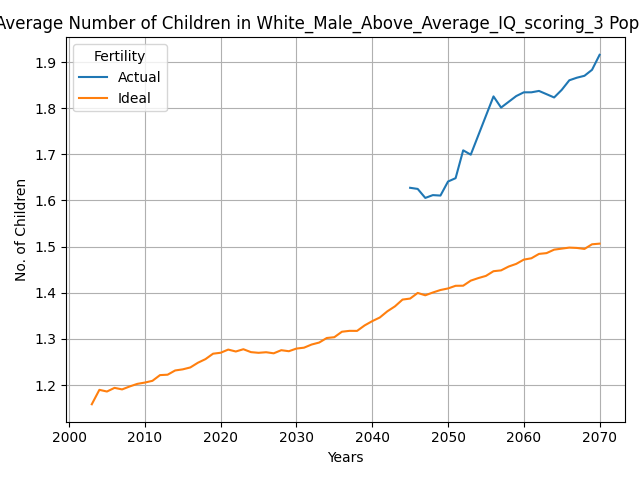 Average Number of Children in White_Male_Above_Average_IQ_scoring_3 Pop
Fertility
Actual
Ideal
1.9
1.8
1.7
1.6
1.5
1.4
1.3
1.2
No. of Children
2000 2010 2020 2030 2040 2050 2060 2070
Years